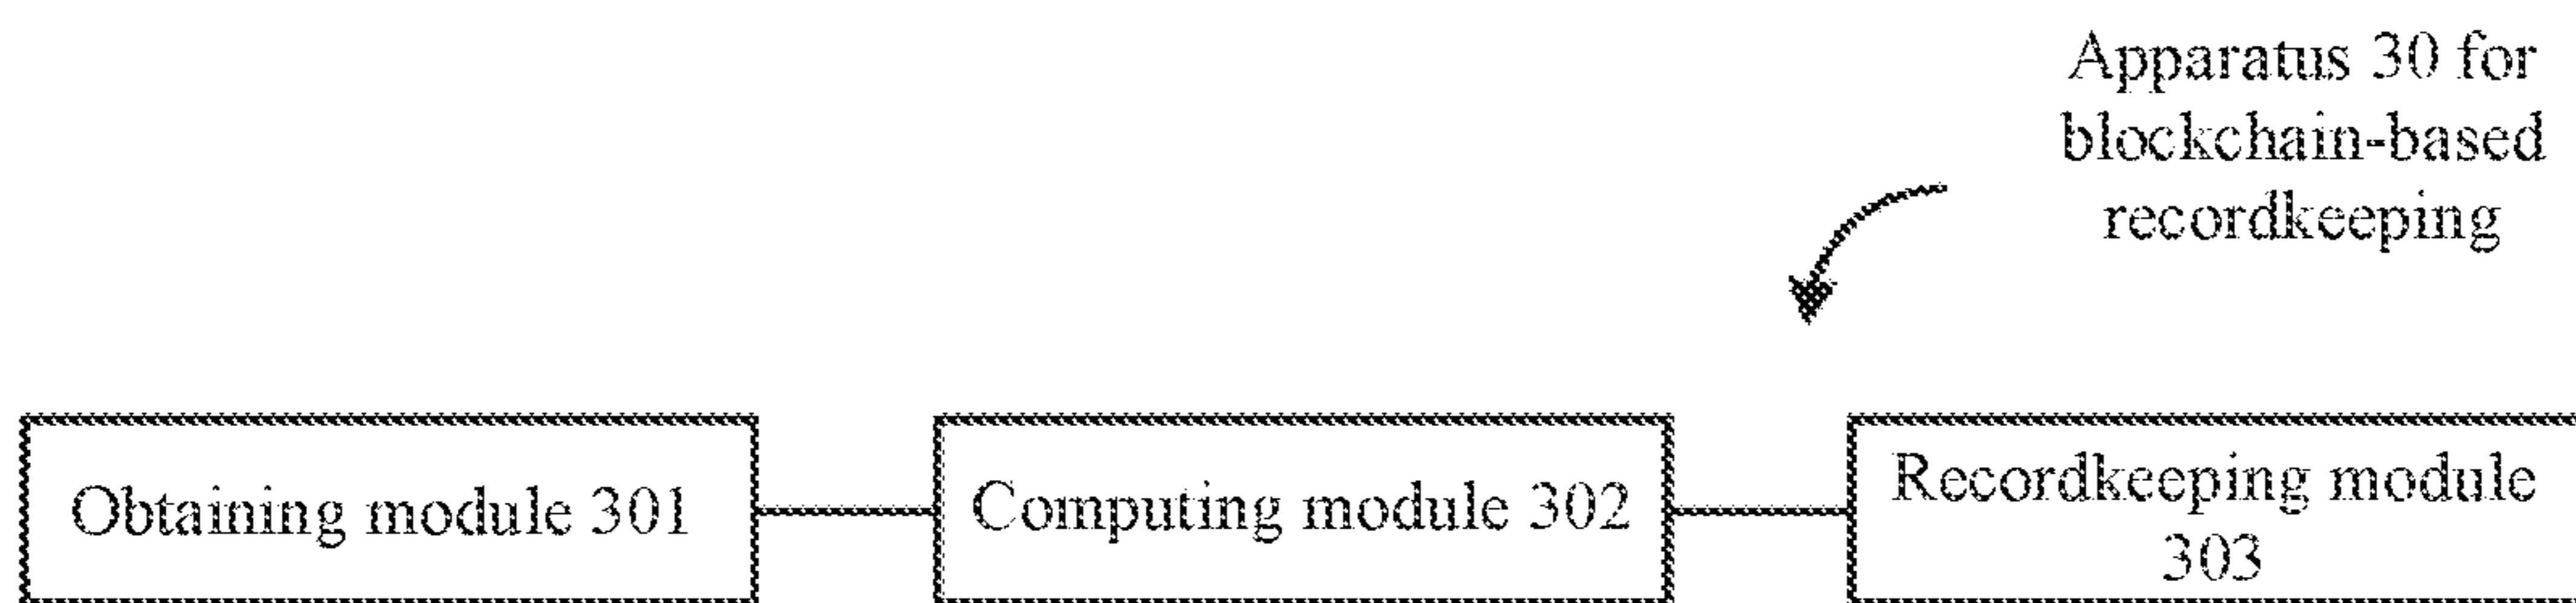 Apparatus 30 for
blockchain-based
recordkeeping
Obtaining module 301
Computing module 302
Recordkeeping module
303